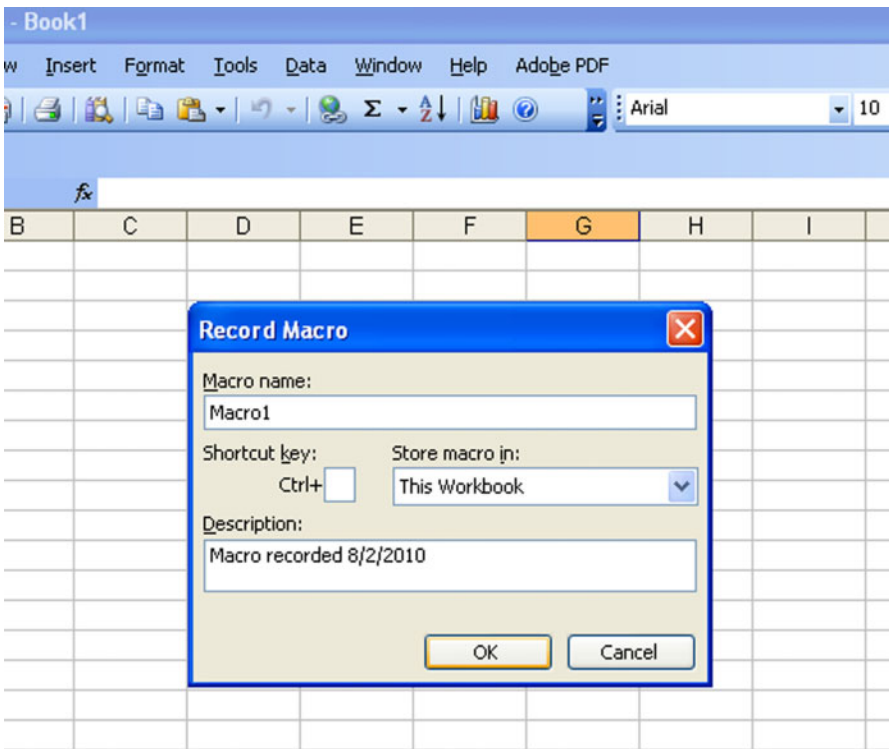 - Book1
w Insert Format Tools Data Window Help Adobe PDF
Σ A Z Arial 10
fx
B C D E F G H I
Record Macro
Macro name:
Macro1
Shortcut key: Store macro in:
Ctrl+ This Workbook
Description:
Macro recorded 8/2/2010
OK Cancel